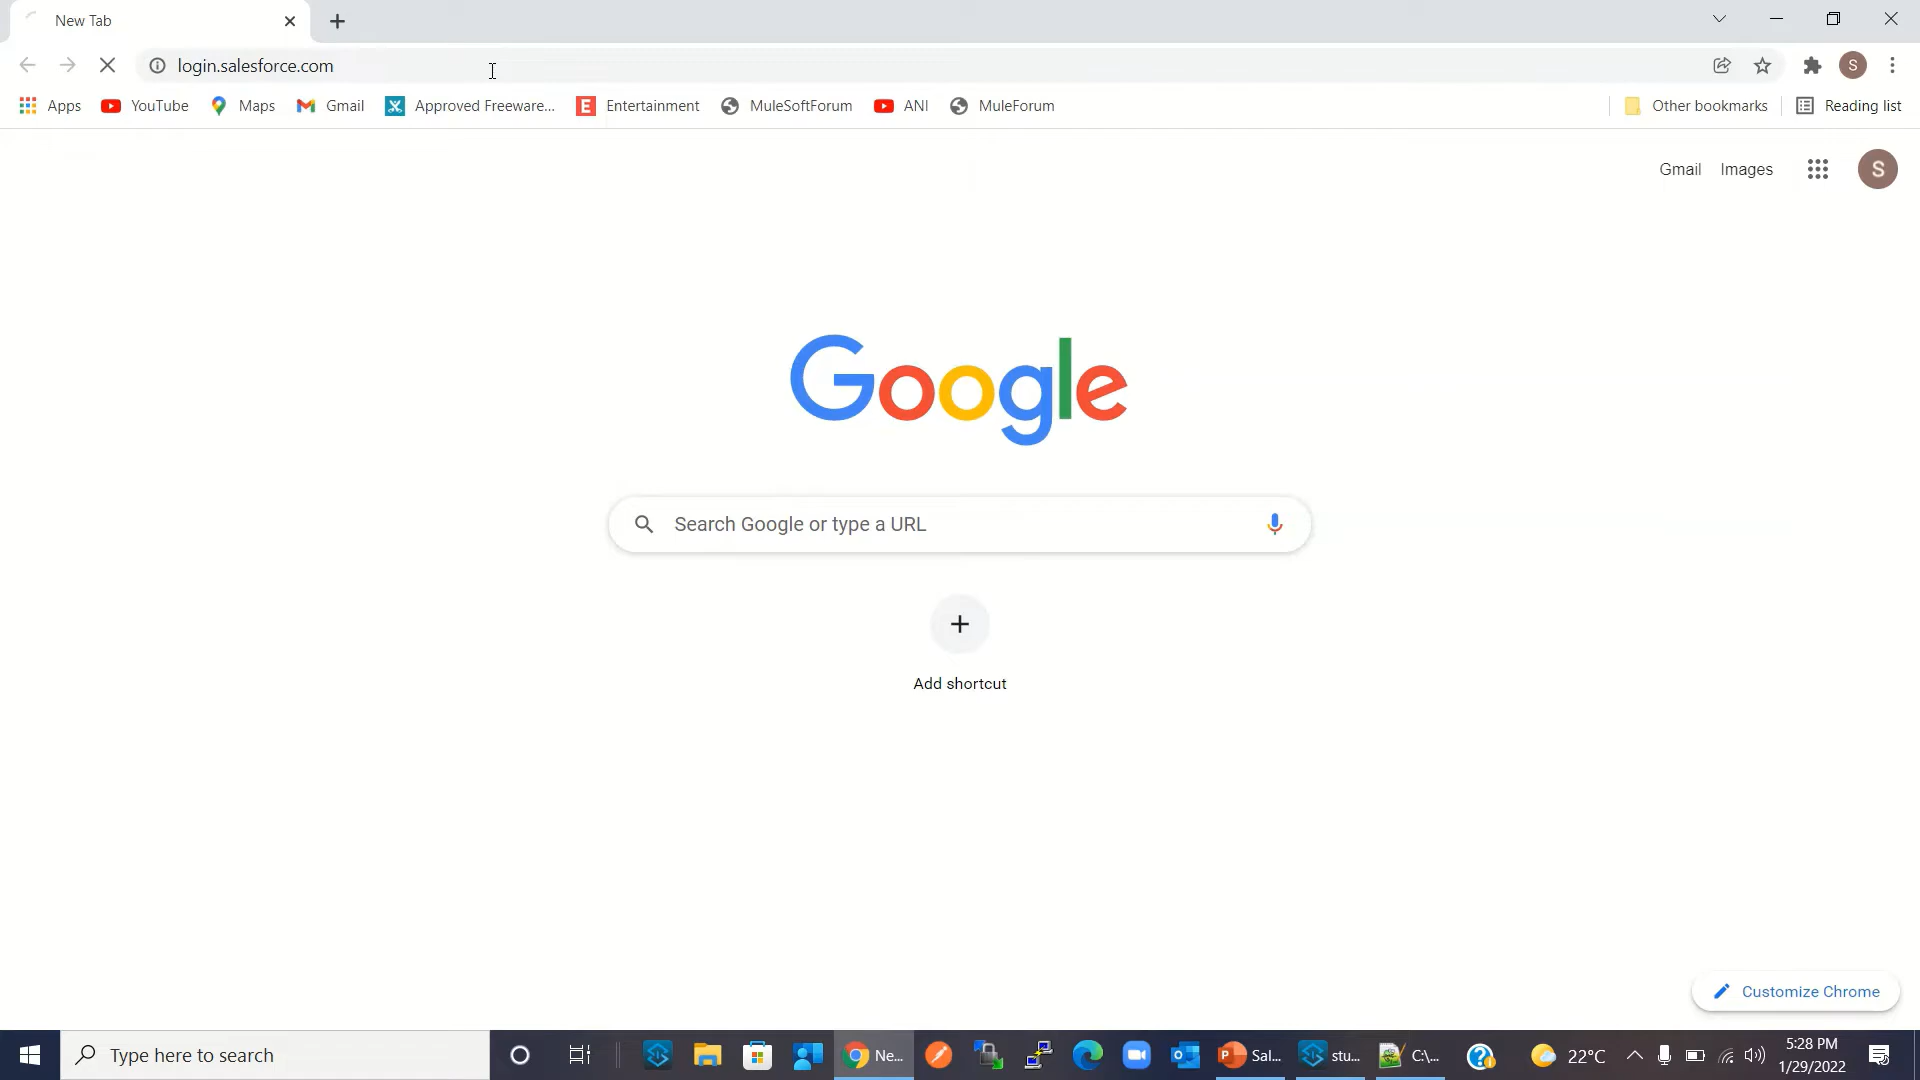 New Tab
login.salesforce.com
Apps YouTube Maps Gmail Approved Freeware... Entertainment MuleSoftForum ANI MuleForum Other bookmarks Reading list
Gmail Images S
Google
Search Google or type a URL
Add shortcut
Customize Chrome
Type here to search Ne... Sal... stu... C:\... 22°C 5:28 PM
1/29/2022